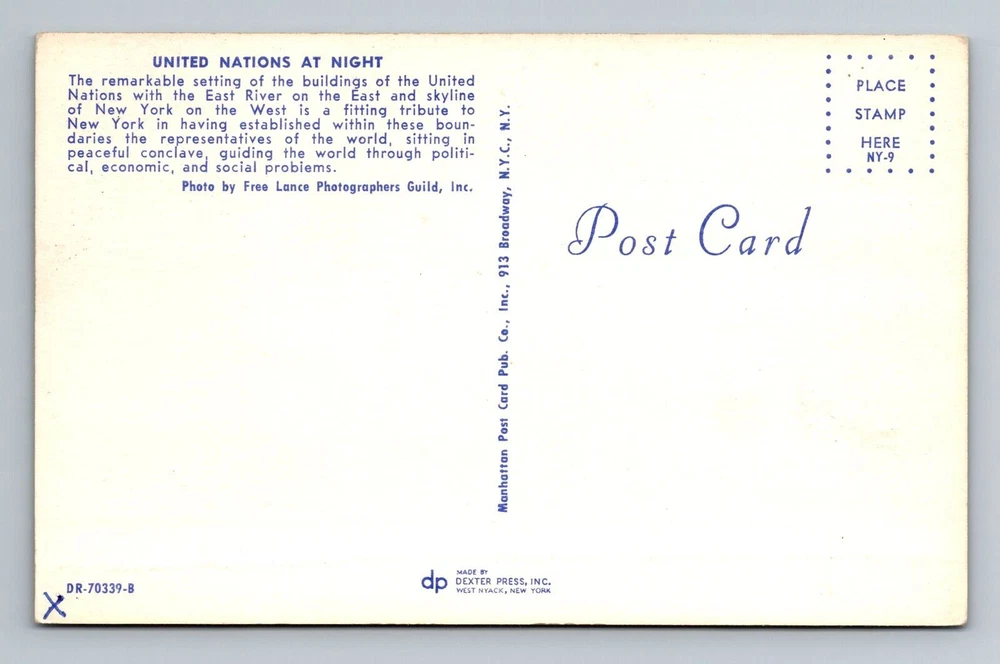 UNITED NATIONS AT NIGHT
The remarkable setting of the buildings of the United
Nations with the East River on the East and skyline
of New York on the West is a fitting tribute to
New York in having established within these boun-
daries the representatives of the world, sitting in
peaceful conclave, guiding the world through politi-
cal, economic, and social problems.
Photo by Free Lance Photographers Guild, Inc.
Manhattan Post Card Pub. Co., Inc., 913 Broadway, N.Y.C., N.Y.
PLACE
STAMP
HERE
NY-9
Post Card
DR-70339-B
X
dp
MADE BY
DEXTER PRESS, INC.
WEST NYACK, NEW YORK